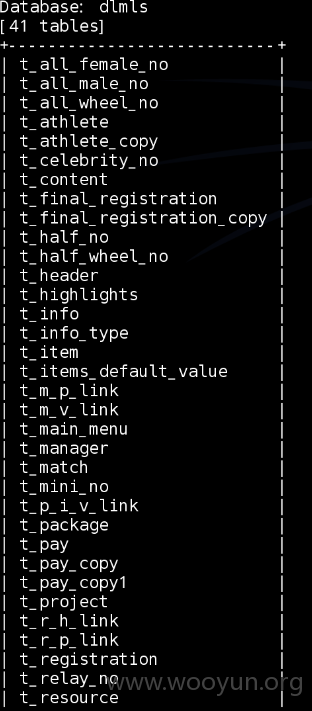 Database: dlmls
[41 tables]
+---------------------------+
| t_all_female_no |
| t_all_male_no |
| t_all_wheel_no |
| t_athlete |
| t_athlete_copy |
| t_celebrity_no |
| t_content |
| t_final_registration |
| t_final_registration_copy |
| t_half_no |
| t_half_wheel_no |
| t_header |
| t_highlights |
| t_info |
| t_info_type |
| t_item |
| t_items_default_value |
| t_m_p_link |
| t_m_v_link |
| t_main_menu |
| t_manager |
| t_match |
| t_mini_no |
| t_p_i_v_link |
| t_package |
| t_pay |
| t_pay_copy |
| t_pay_copy1 |
| t_project |
| t_r_h_link |
| t_r_p_link |
| t_registration |
| t_relay_no |
| t_resource |
www.wooyun.org